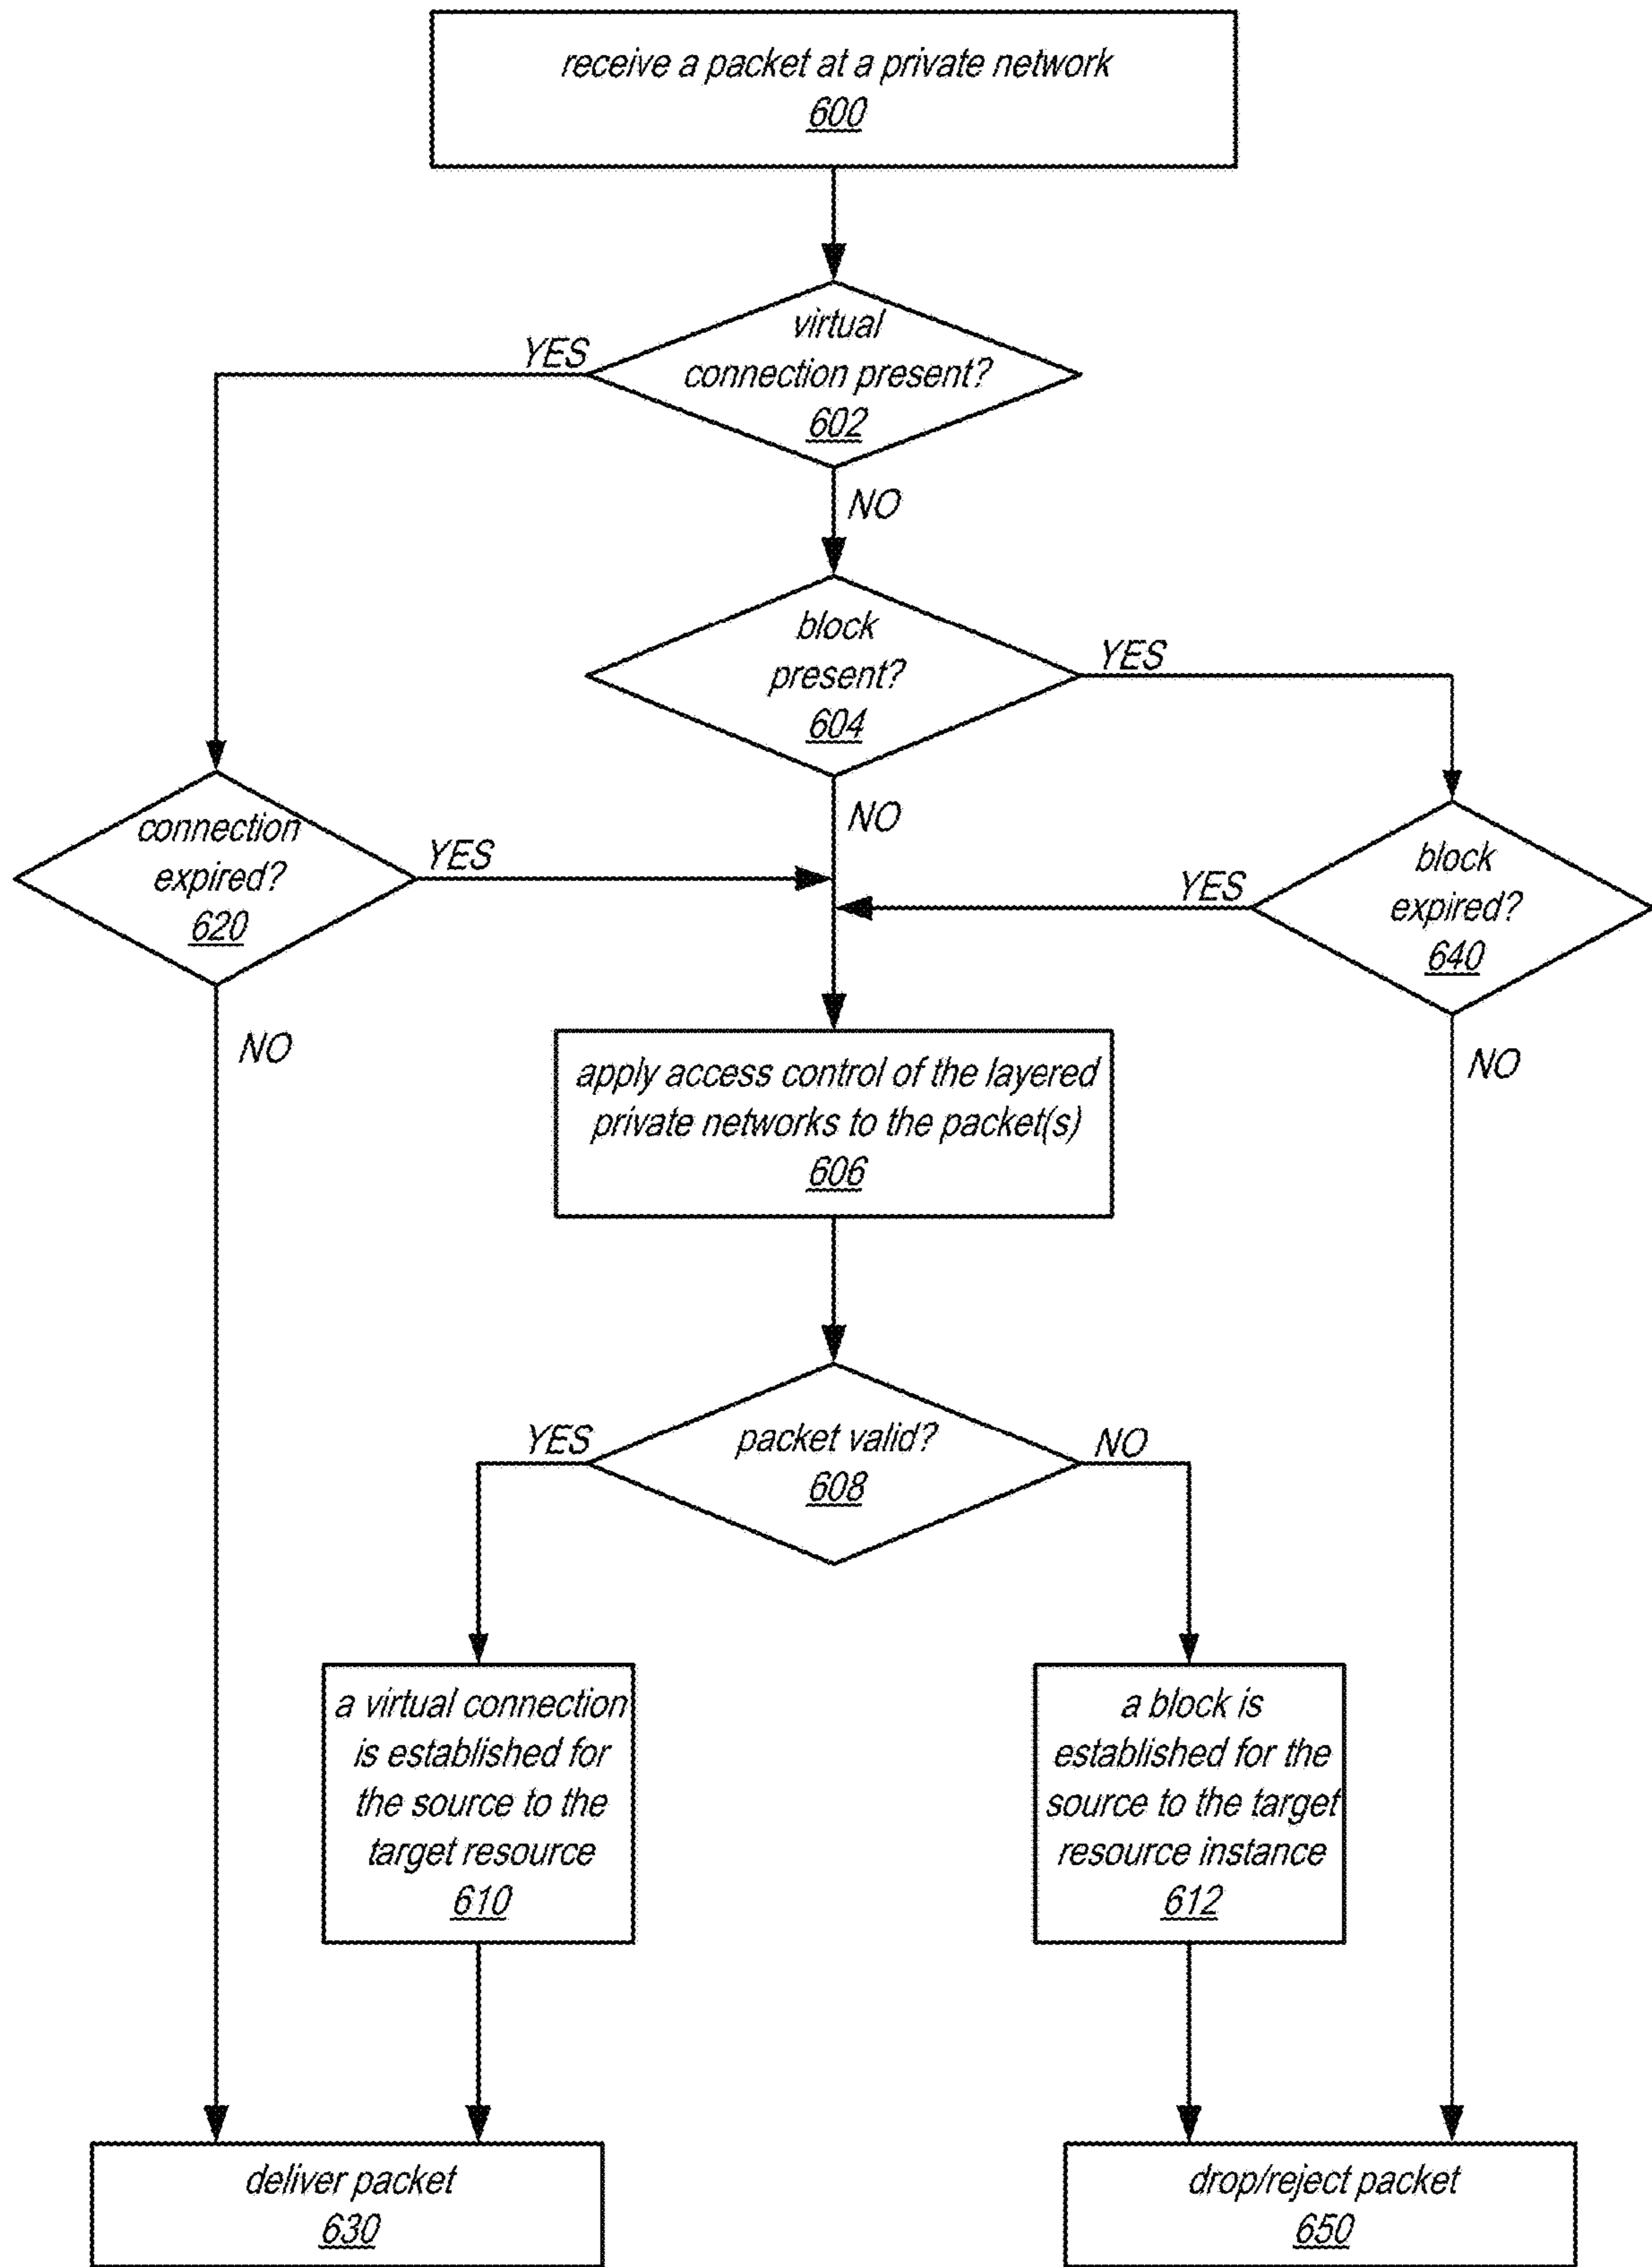 receive a packet at a private network
600
virtual
connection present?
602
YES
NO
block
present?
604
YES
NO
connection
expired?
620
YES
NO
block
expired?
640
YES
NO
apply access control of the layered
private networks to the packet(s)
606
packet valid?
608
YES
NO
a virtual connection
is established for
the source to the
target resource
610
a block is
established for the
source to the target
resource instance
612
deliver packet
630
drop/reject packet
650